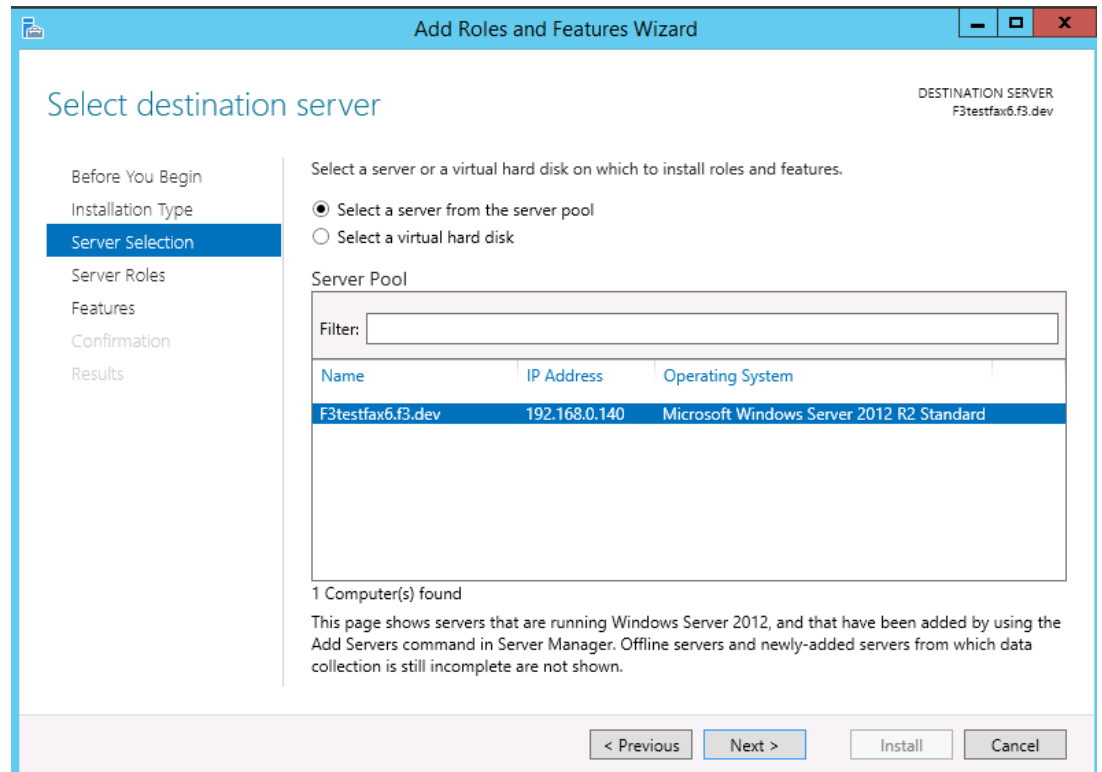 Add Roles and Features Wizard
Select destination server
DESTINATION SERVER
F3testfax6.f3.dev
Before You Begin
Installation Type
Server Selection
Server Roles
Features
Confirmation
Results
Select a server or a virtual hard disk on which to install roles and features.
Select a server from the server pool
Select a virtual hard disk
Server Pool
Filter:
Name IP Address Operating System
F3testfax6.f3.dev 192.168.0.140 Microsoft Windows Server 2012 R2 Standard
1 Computer(s) found
This page shows servers that are running Windows Server 2012, and that have been added by using the
Add Servers command in Server Manager. Offline servers and newly-added servers from which data
collection is still incomplete are not shown.
< Previous Next > Install Cancel